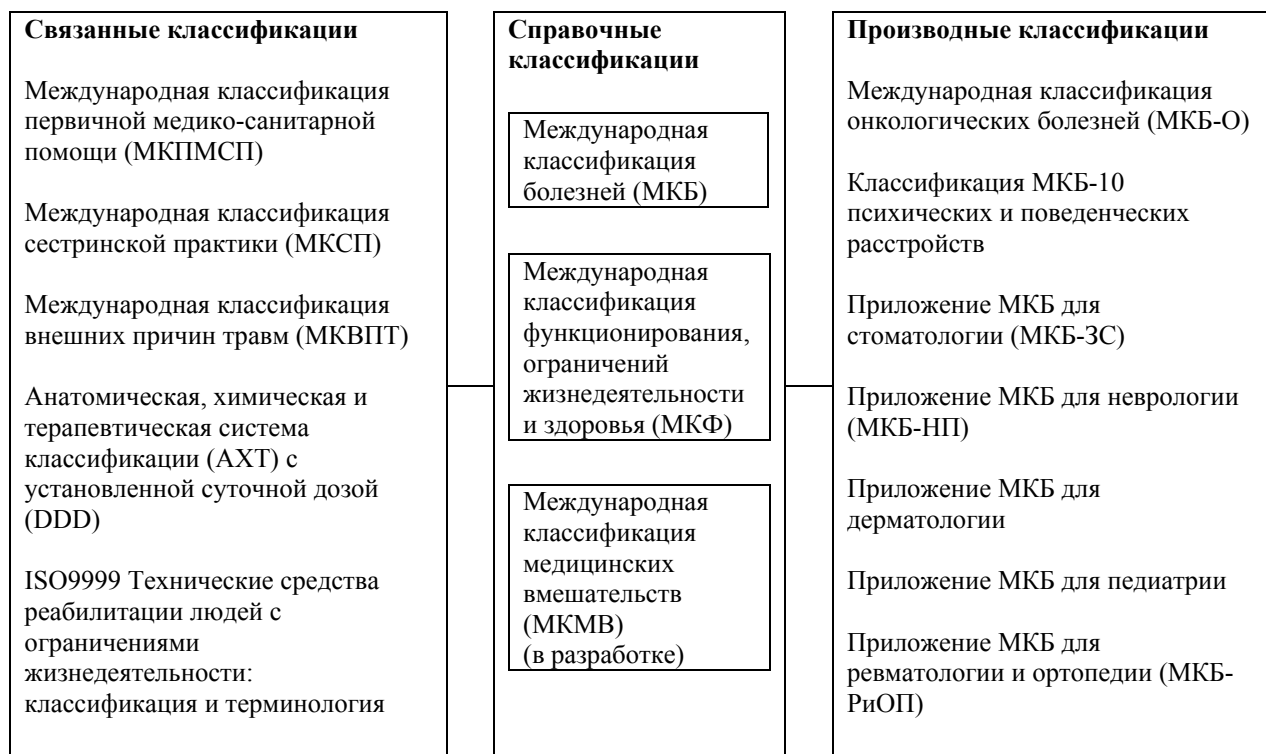 Связанные классификации
Международная классификация
первичной медико-санитарной
помощи (МКПМСП)
Международная классификация
сестринской практики (МКСП)
Международная классификация
внешних причин травм (МКВПТ)
Анатомическая, химическая и
терапевтическая система
классификации (АХТ) с
установленной суточной дозой
(DDD)
ISO9999 Технические средства
реабилитации людей с
ограничениями
жизнедеятельности:
классификация и терминология
Справочные
классификации
Международная
классификация
болезней (МКБ)
Международная
классификация
функционирования,
ограничений
жизнедеятельности
и здоровья (МКФ)
Международная
классификация
медицинских
вмешательств
(МКМВ)
(в разработке)
Производные классификации
Международная классификация
онкологических болезней (МКБ-О)
Классификация МКБ-10
психических и поведенческих
расстройств
Приложение МКБ для
стоматологии (МКБ-ЗС)
Приложение МКБ для неврологии
(МКБ-НП)
Приложение МКБ для
дерматологии
Приложение МКБ для педиатрии
Приложение МКБ для
ревматологии и ортопедии (МКБ-
РиОП)